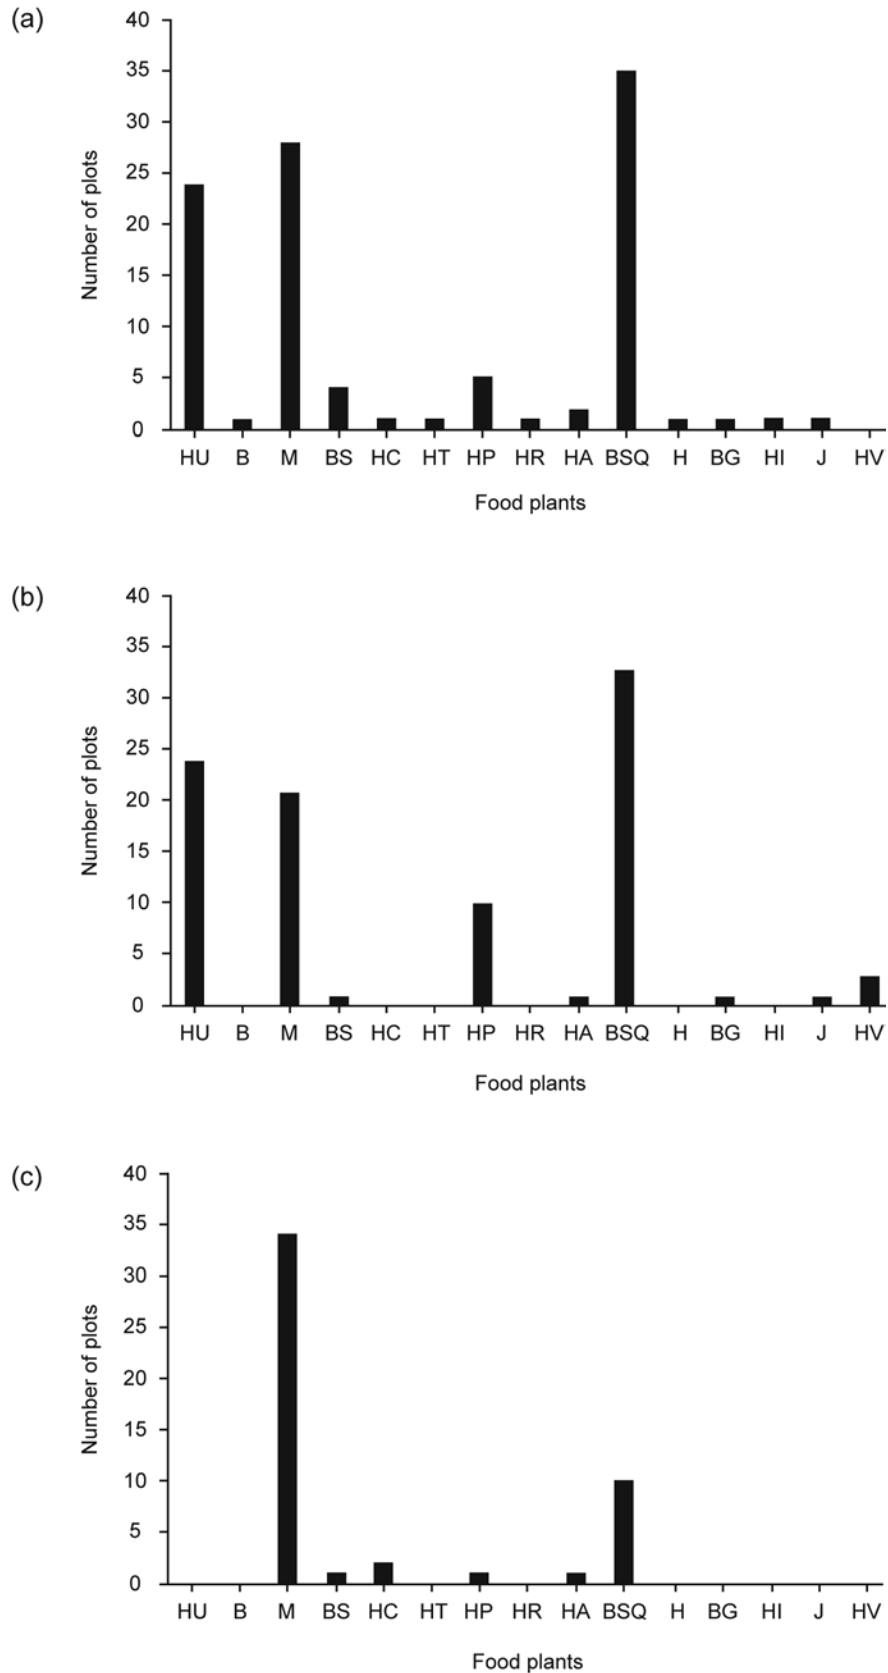 (a)
40
35
30
25
20
15
10
5
0
Number of plots
HU B M BS HC HT HP HR HA BSQ H BG HI J HV
Food plants
(b)
40
35
30
25
20
15
10
5
0
Number of plots
HU B M BS HC HT HP HR HA BSQ H BG HI J HV
Food plants
(c)
40
35
30
25
20
15
10
5
0
Number of plots
HU B M BS HC HT HP HR HA BSQ H BG HI J HV
Food plants